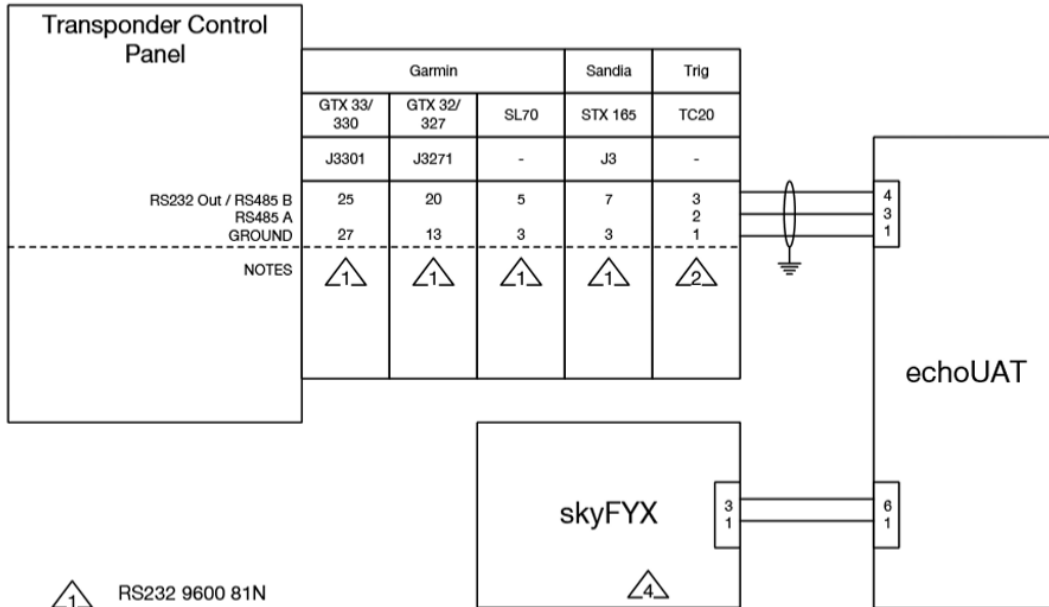 Transponder Control
Panel
Garmin Sandia Trig
GTX 33/ GTX 32/ SL70 STX 165 TC20
330 327
J3301 J3271 - J3 -
RS232 Out / RS485 B 25 20 5 7 3 4
RS485 A 2 3
GROUND 27 13 3 3 1 1
NOTES 1 1 1 1 2
echoUAT
skyFYX
3 6
1 1
4
1 RS232 9600 81N